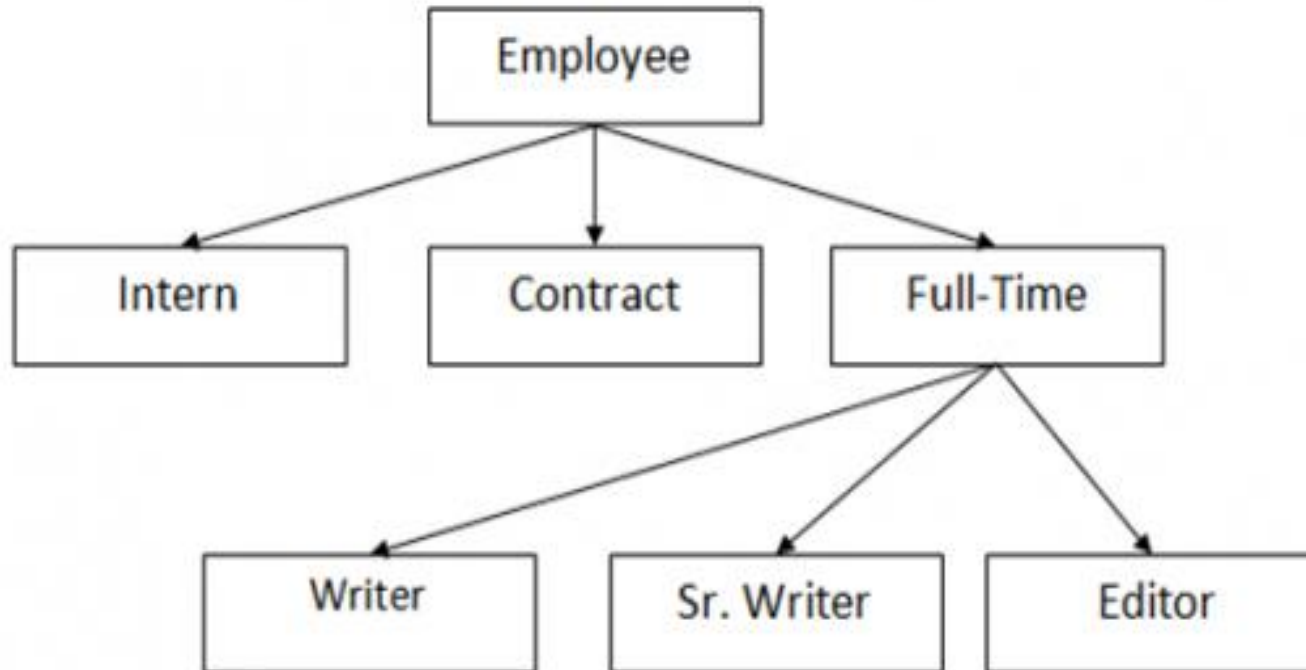 Employee
Intern
Contract
Full-Time
Writer
Sr. Writer
Editor